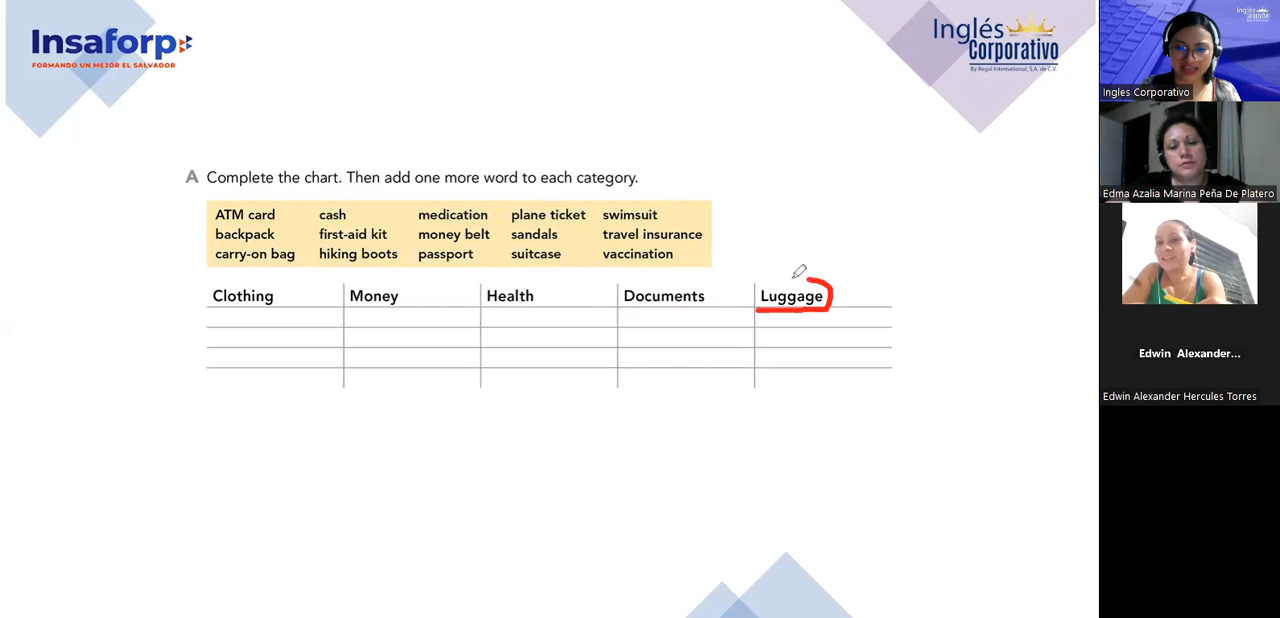 Insaforp
FORMANDO UN MEJOR EL SALVADOR
Inglés
Corporativo
By Regal International, S.A. de C.V.
A Complete the chart. Then add one more word to each category.
ATM card cash medication plane ticket swimsuit
backpack first-aid kit money belt sandals travel insurance
carry-on bag hiking boots passport suitcase vaccination
Clothing Money Health Documents Luggage
Inglés
Ingles Corporativo
Edma Azalia Marina Peña De Platero
Edwin Alexander...
Edwin Alexander Hercules Torres